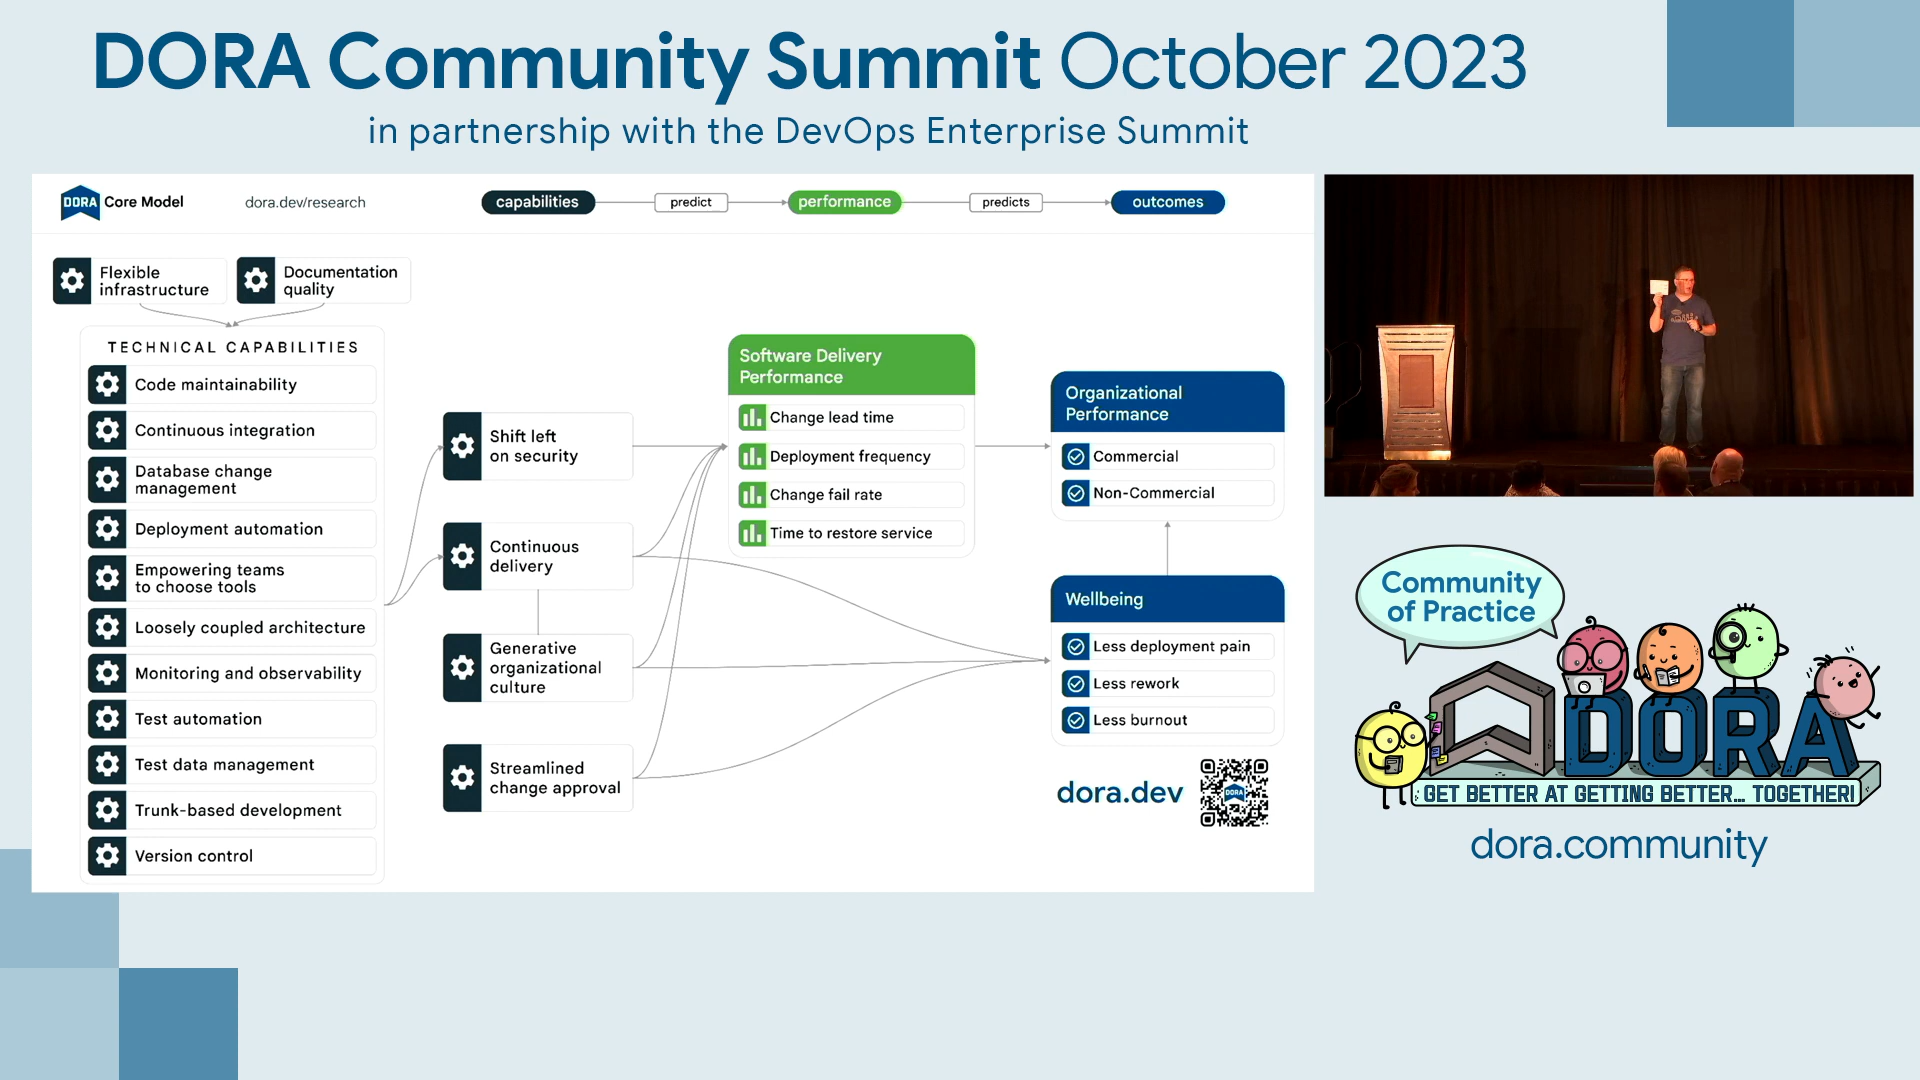 DORA Community Summit October 2023
in partnership with the DevOps Enterprise Summit
DORA Core Model
dora.dev/research
capabilities
predict
performance
predicts
outcomes
Flexible
infrastructure
Documentation
quality
TECHNICAL CAPABILITIES
Code maintainability
Continuous integration
Database change
management
Deployment automation
Empowering teams
to choose tools
Loosely coupled architecture
Monitoring and observability
Test automation
Test data management
Trunk-based development
Version control
Shift left
on security
Continuous
delivery
Generative
organizational
culture
Streamlined
change approval
Software Delivery
Performance
Change lead time
Deployment frequency
Change fail rate
Time to restore service
Organizational
Performance
Commercial
Non-Commercial
Wellbeing
Less deployment pain
Less rework
Less burnout
dora.dev
DORA
Community
of Practice
DORA
GET BETTER AT GETTING BETTER... TOGETHER!
dora.community